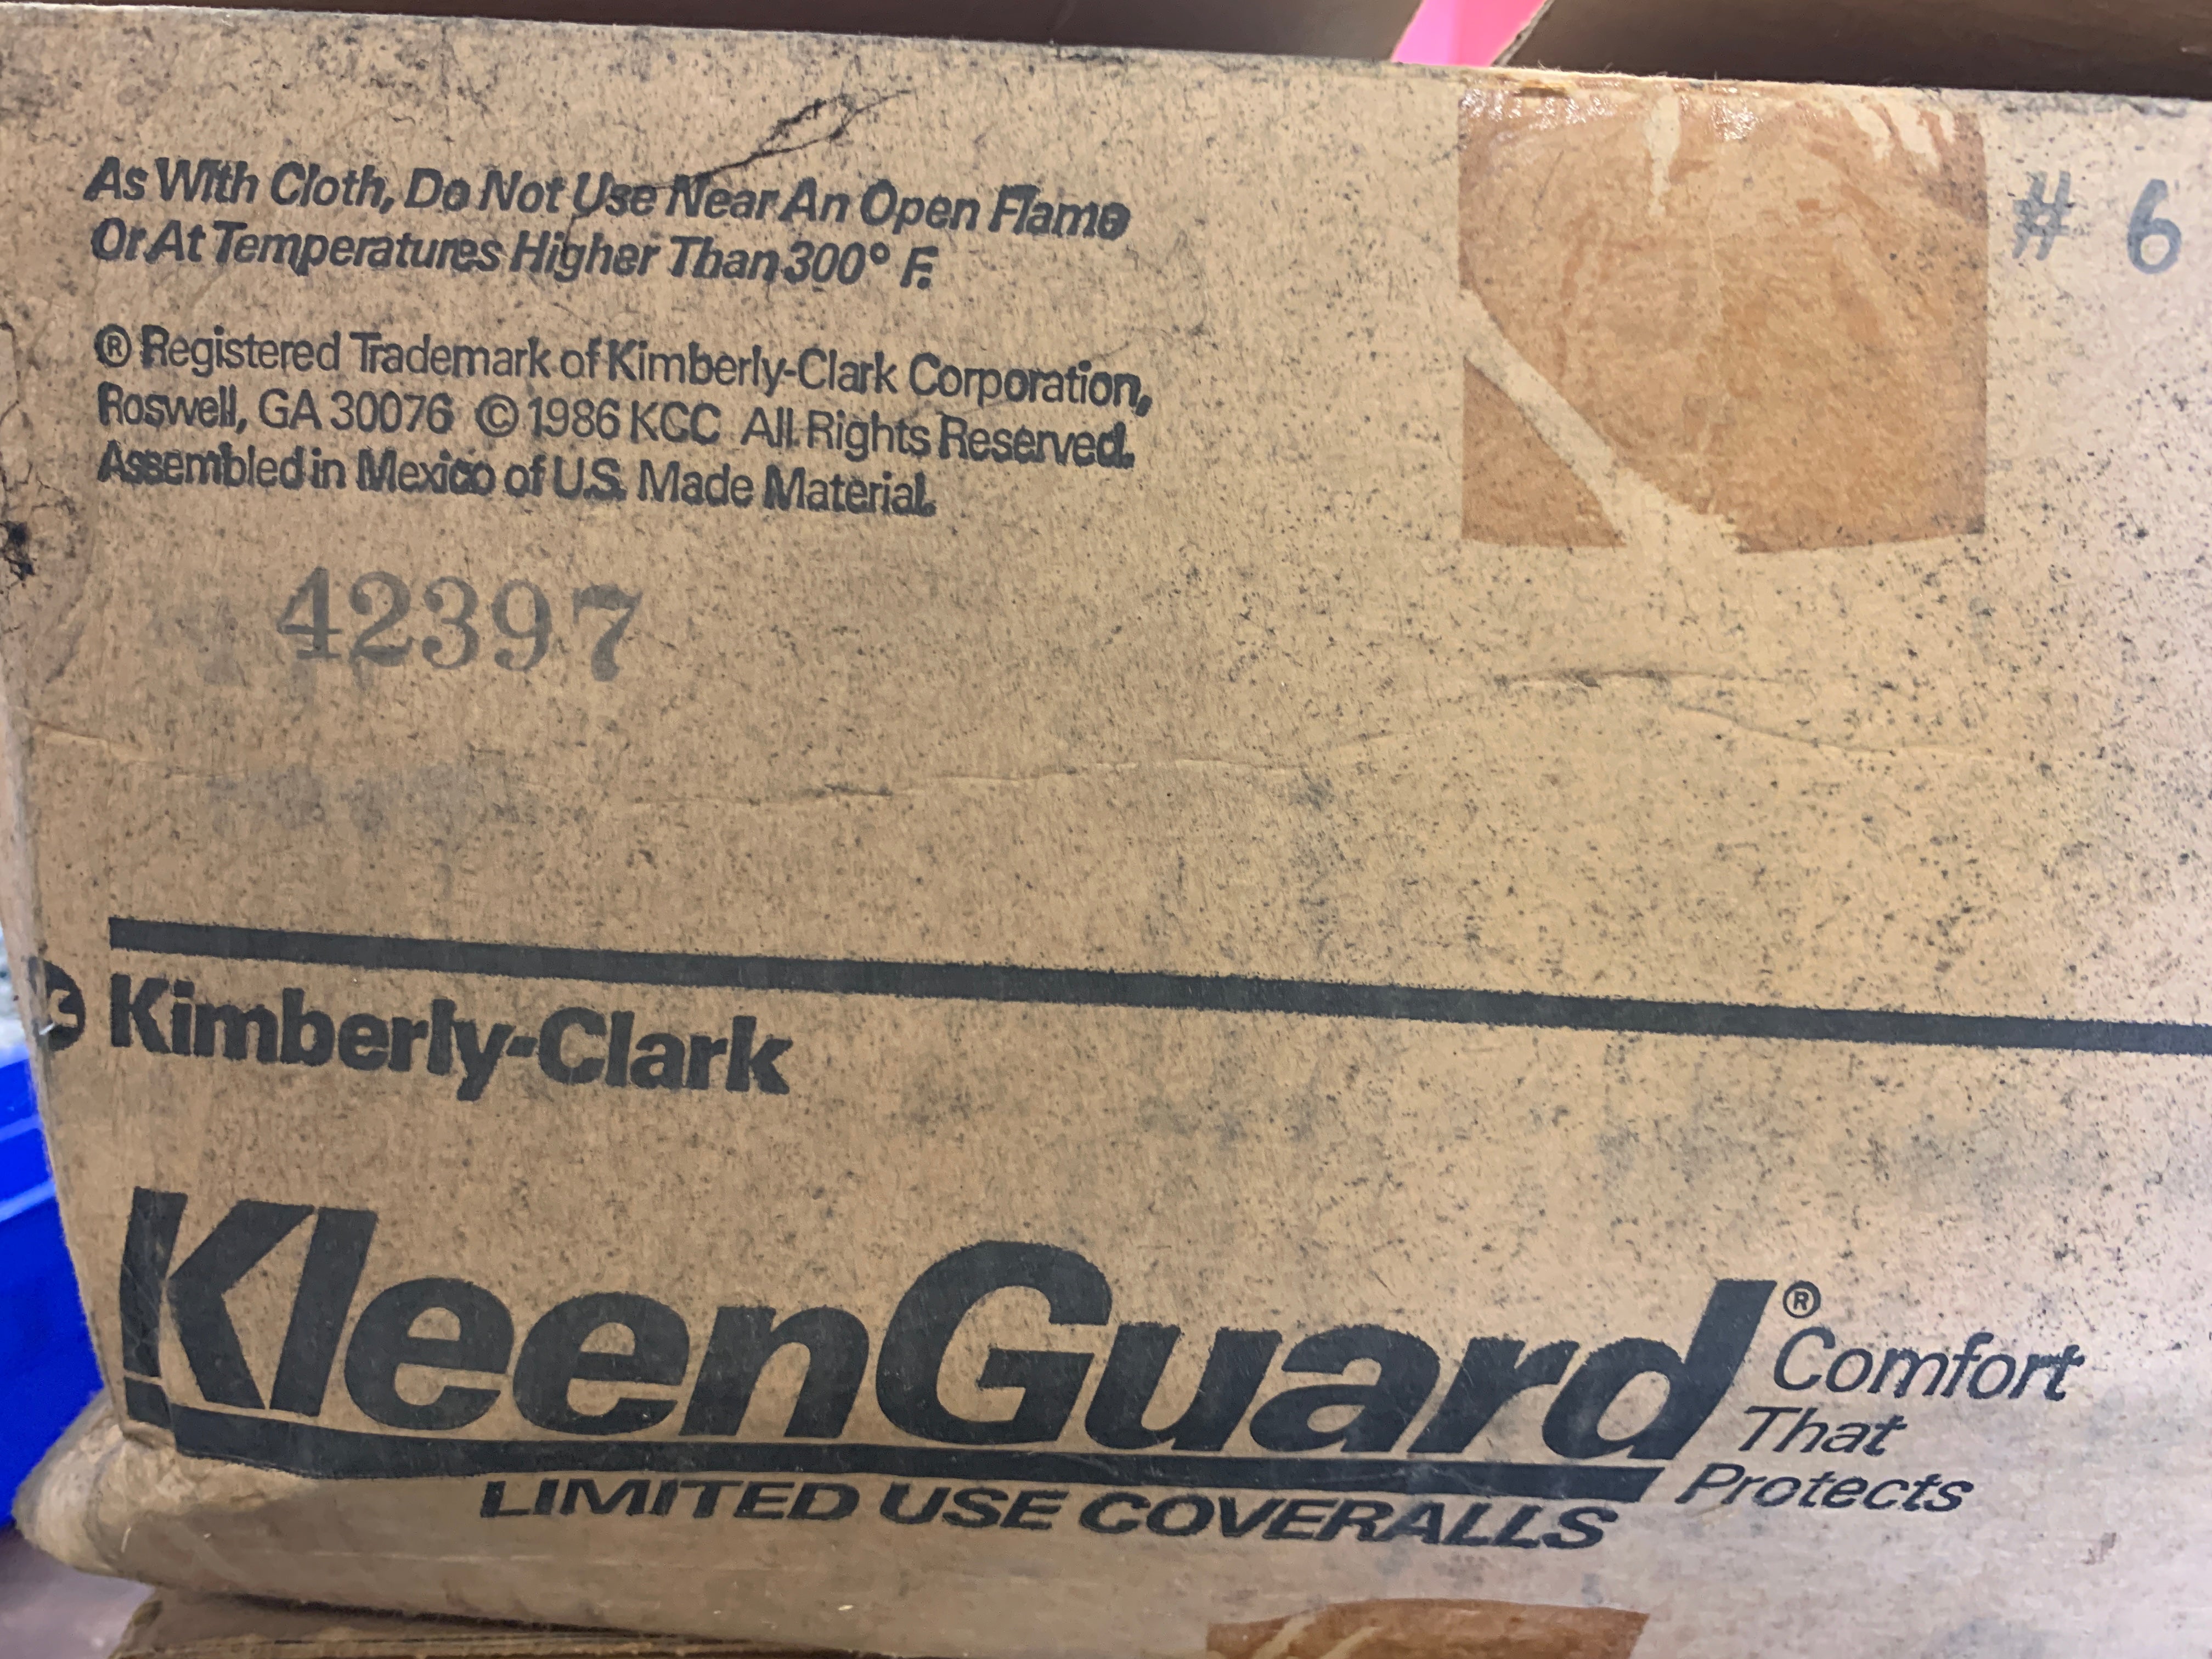 As With Cloth, Do Not Use Near An Open Flame
Or At Temperatures Higher Than 300° F.
® Registered Trademark of Kimberly-Clark Corporation,
Roswell, GA 30076 © 1986 KCC All Rights Reserved.
Assembled in Mexico of U.S. Made Material.
# 6
42397
Kimberly-Clark
KleenGuard®
Comfort
That
Protects
LIMITED USE COVERALLS